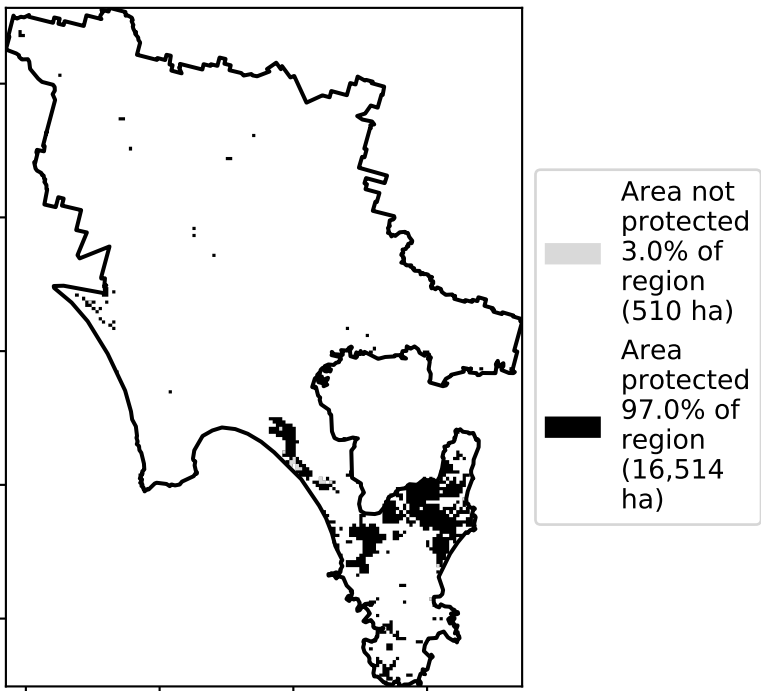 Area not
protected
3.0% of
region
(510 ha)
Area
protected
97.0% of
region
(16,514
ha)